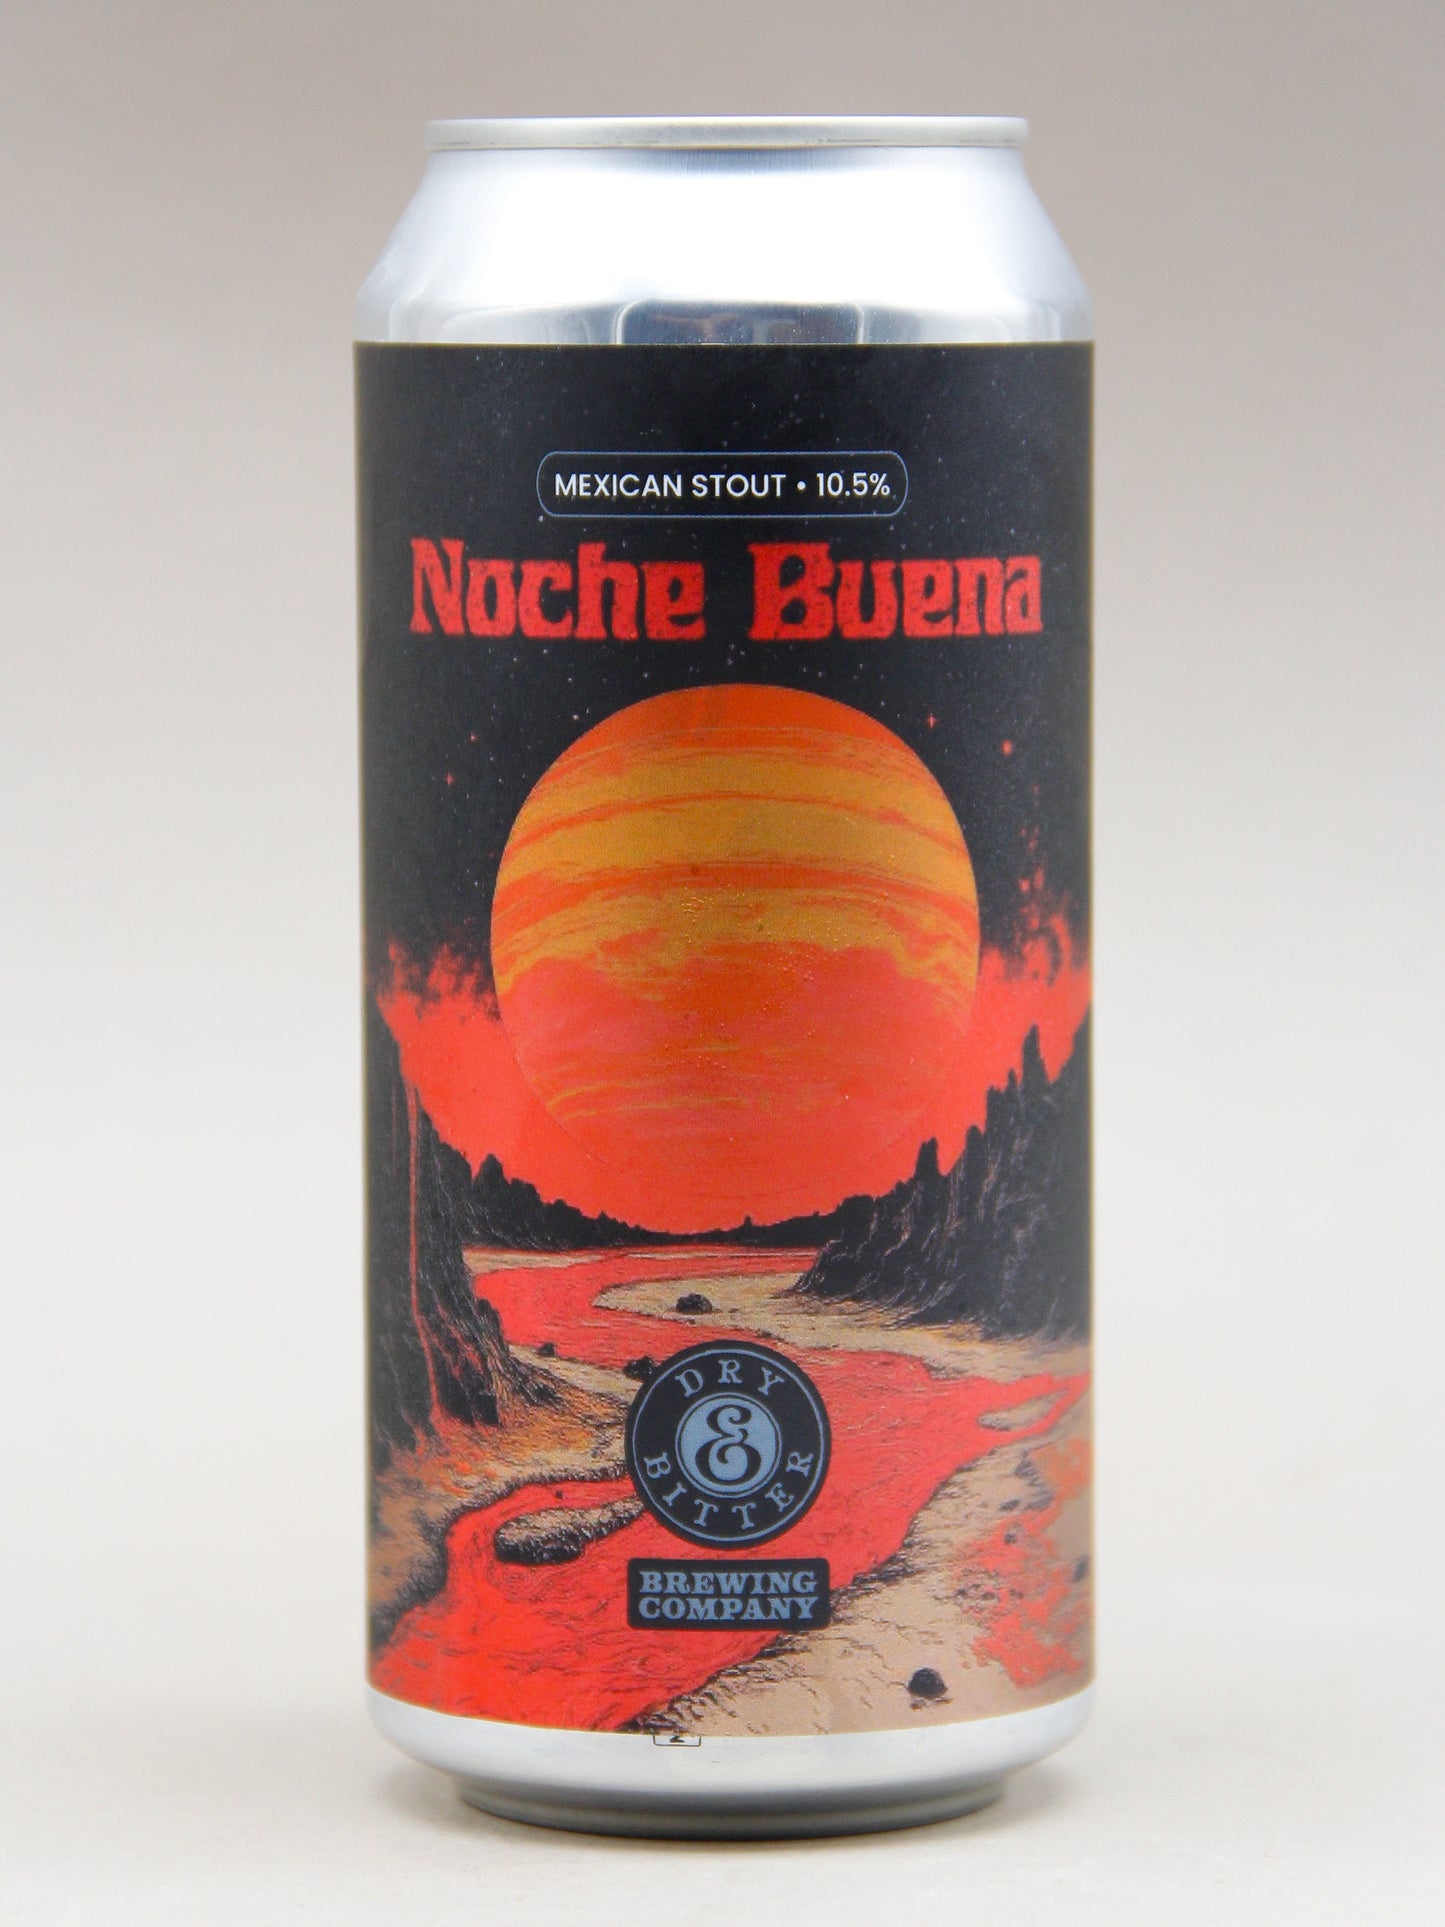 MEXICAN STOUT • 10.5%
Noche Buena
DRY
&
BITTER
BREWING
COMPANY